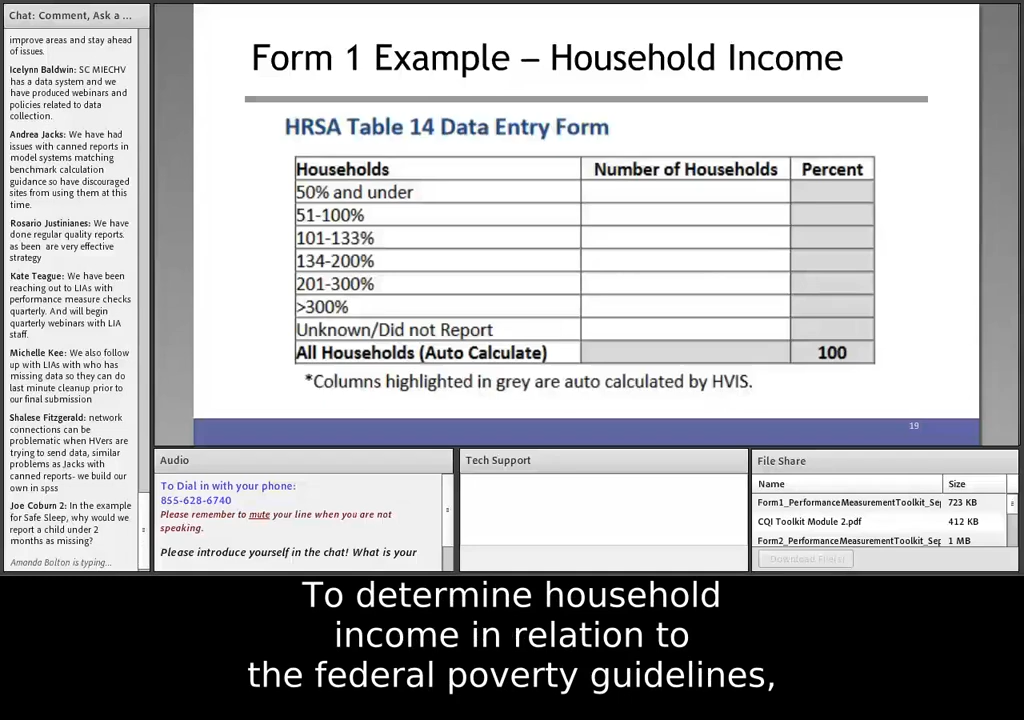 Chat: Comment, Ask a ...
improve areas and stay ahead
of issues.
Icelynn Baldwin: SC MIECHV
has a data system and we
have produced webinars and
policies related to data
collection.
Andrea Jacks: We have had
issues with canned reports in
model systems matching
benchmark calculation
guidance so have discouraged
sites from using them at this
time.
Rosario Justinianes: We have
done regular quality reports.
as been  are very effective
strategy
Kate Teague: We have been
reaching out to LIAs with
performance measure checks
quarterly. And will begin
quarterly webinars with LIA
staff.
Michelle Kee: We also follow
up with LIAs with who has
missing data so they can do
last minute cleanup prior to
our final submission
Shalese Fitzgerald: network
connections can be
problematic when HVers are
trying to send data, similar
problems as Jacks with
canned reports- we build our
own in spss
Joe Coburn 2: In the example
for Safe Sleep, why would we
report a child under 2
months as missing?
Amanda Bolton is typing...
Form 1 Example – Household Income
HRSA Table 14 Data Entry Form
Households Number of Households Percent
50% and under
51-100%
101-133%
134-200%
201-300%
>300%
Unknown/Did not Report
All Households (Auto Calculate) 100
*Columns highlighted in grey are auto calculated by HVIS.
19
Audio
To Dial in with your phone:
855-628-6740
Please remember to mute your line when you are not
speaking.
Please introduce yourself in the chat! What is your
Tech Support
File Share
Name Size
Form1_PerformanceMeasurementToolkit_Sep 723 KB
CQI Toolkit Module 2.pdf 412 KB
Form2_PerformanceMeasurementToolkit_Sep 1 MB
Download File(s)
To determine household
income in relation to
the federal poverty guidelines,